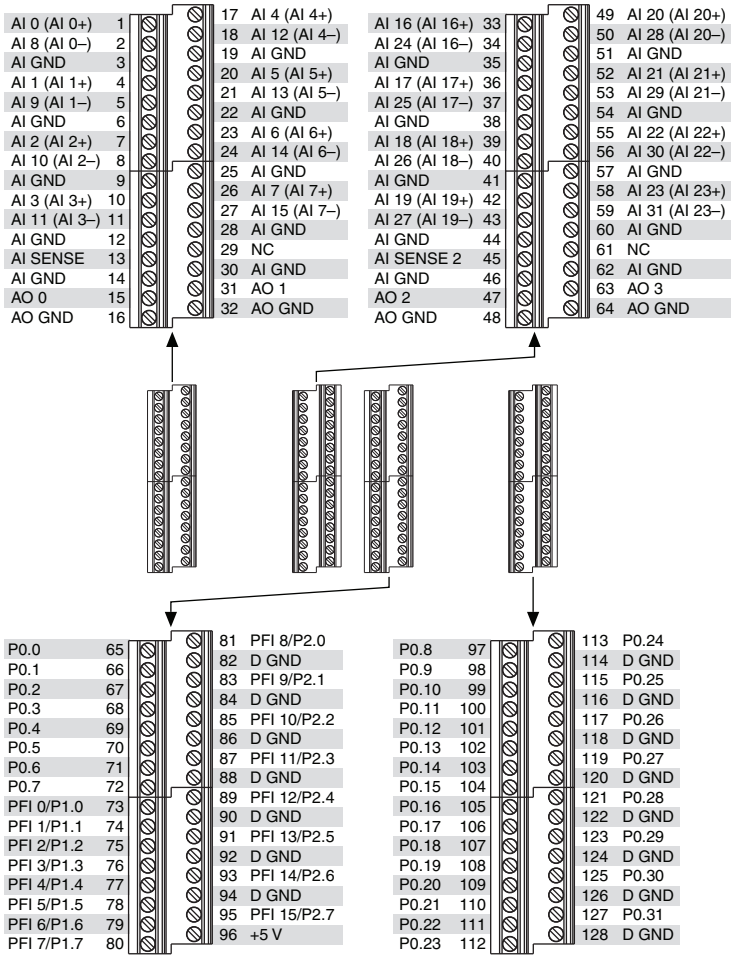 AI 0 (AI 0+) 1
AI 8 (AI 0–) 2
AI GND 3
AI 1 (AI 1+) 4
AI 9 (AI 1–) 5
AI GND 6
AI 2 (AI 2+) 7
AI 10 (AI 2–) 8
AI GND 9
AI 3 (AI 3+) 10
AI 11 (AI 3–) 11
AI GND 12
AI SENSE 13
AI GND 14
AO 0 15
AO GND 16
17 AI 4 (AI 4+)
18 AI 12 (AI 4–)
19 AI GND
20 AI 5 (AI 5+)
21 AI 13 (AI 5–)
22 AI GND
23 AI 6 (AI 6+)
24 AI 14 (AI 6–)
25 AI GND
26 AI 7 (AI 7+)
27 AI 15 (AI 7–)
28 AI GND
29 NC
30 AI GND
31 AO 1
32 AO GND
AI 16 (AI 16+) 33
AI 24 (AI 16–) 34
AI GND 35
AI 17 (AI 17+) 36
AI 25 (AI 17–) 37
AI GND 38
AI 18 (AI 18+) 39
AI 26 (AI 18–) 40
AI GND 41
AI 19 (AI 19+) 42
AI 27 (AI 19–) 43
AI GND 44
AI SENSE 2 45
AI GND 46
AO 2 47
AO GND 48
49 AI 20 (AI 20+)
50 AI 28 (AI 20–)
51 AI GND
52 AI 21 (AI 21+)
53 AI 29 (AI 21–)
54 AI GND
55 AI 22 (AI 22+)
56 AI 30 (AI 22–)
57 AI GND
58 AI 23 (AI 23+)
59 AI 31 (AI 23–)
60 AI GND
61 NC
62 AI GND
63 AO 3
64 AO GND
P0.0 65
P0.1 66
P0.2 67
P0.3 68
P0.4 69
P0.5 70
P0.6 71
P0.7 72
PFI 0/P1.0 73
PFI 1/P1.1 74
PFI 2/P1.2 75
PFI 3/P1.3 76
PFI 4/P1.4 77
PFI 5/P1.5 78
PFI 6/P1.6 79
PFI 7/P1.7 80
81 PFI 8/P2.0
82 D GND
83 PFI 9/P2.1
84 D GND
85 PFI 10/P2.2
86 D GND
87 PFI 11/P2.3
88 D GND
89 PFI 12/P2.4
90 D GND
91 PFI 13/P2.5
92 D GND
93 PFI 14/P2.6
94 D GND
95 PFI 15/P2.7
96 +5 V
P0.8 97
P0.9 98
P0.10 99
P0.11 100
P0.12 101
P0.13 102
P0.14 103
P0.15 104
P0.16 105
P0.17 106
P0.18 107
P0.19 108
P0.20 109
P0.21 110
P0.22 111
P0.23 112
113 P0.24
114 D GND
115 P0.25
116 D GND
117 P0.26
118 D GND
119 P0.27
120 D GND
121 P0.28
122 D GND
123 P0.29
124 D GND
125 P0.30
126 D GND
127 P0.31
128 D GND